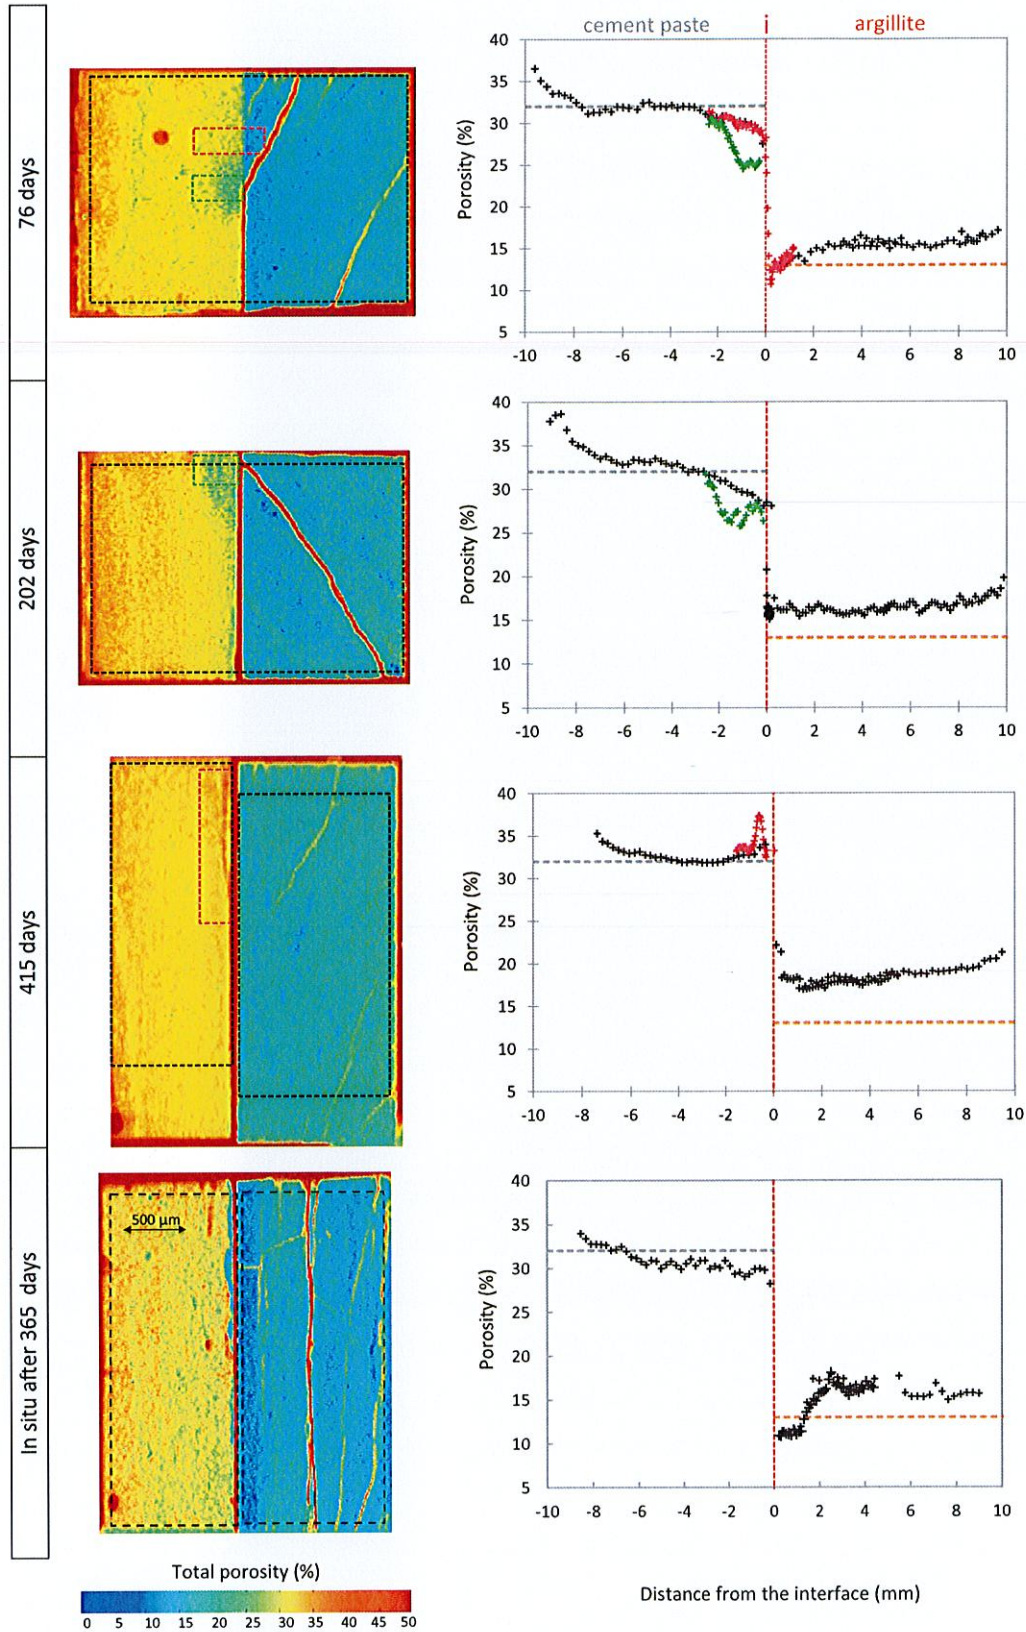 cement paste
argillite
76 days
Porosity (%)
40
35
30
25
20
15
10
5
-10 -8 -6 -4 -2 0 2 4 6 8 10
202 days
Porosity (%)
40
35
30
25
20
15
10
5
-10 -8 -6 -4 -2 0 2 4 6 8 10
415 days
Porosity (%)
40
35
30
25
20
15
10
5
-10 -8 -6 -4 -2 0 2 4 6 8 10
In situ after 365 days
500 µm
Porosity (%)
40
35
30
25
20
15
10
5
-10 -8 -6 -4 -2 0 2 4 6 8 10
Total porosity (%)
0 5 10 15 20 25 30 35 40 45 50
Distance from the interface (mm)